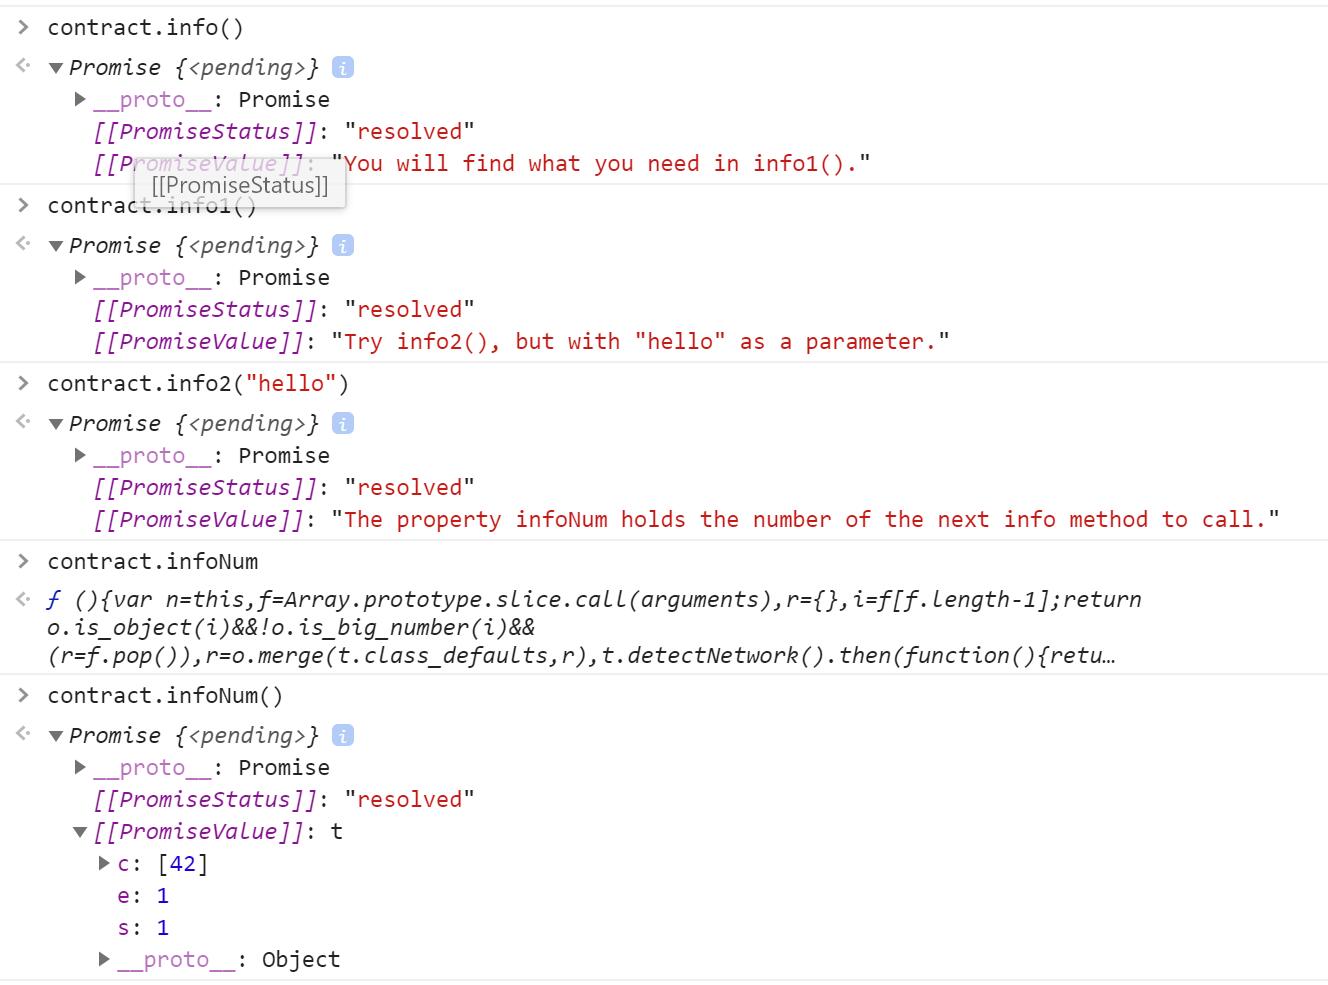 > contract.info()
<· ▼Promise {<pending>} i
▶__proto__: Promise
[[PromiseStatus]]: "resolved"
[[PromiseValue]]: "You will find what you need in info1()."
[[PromiseStatus]]
> contract.info1()
<· ▼Promise {<pending>} i
▶__proto__: Promise
[[PromiseStatus]]: "resolved"
[[PromiseValue]]: "Try info2(), but with "hello" as a parameter."
> contract.info2("hello")
<· ▼Promise {<pending>} i
▶__proto__: Promise
[[PromiseStatus]]: "resolved"
[[PromiseValue]]: "The property infoNum holds the number of the next info method to call."
> contract.infoNum
<· ƒ (){var n=this,f=Array.prototype.slice.call(arguments),r={},i=f[f.length-1];return
o.is_object(i)&&!o.is_big_number(i)&&
(r=f.pop()),r=o.merge(t.class_defaults,r),t.detectNetwork().then(function(){retu…
> contract.infoNum()
<· ▼Promise {<pending>} i
▶__proto__: Promise
[[PromiseStatus]]: "resolved"
▼[[PromiseValue]]: t
▶c: [42]
e: 1
s: 1
▶__proto__: Object